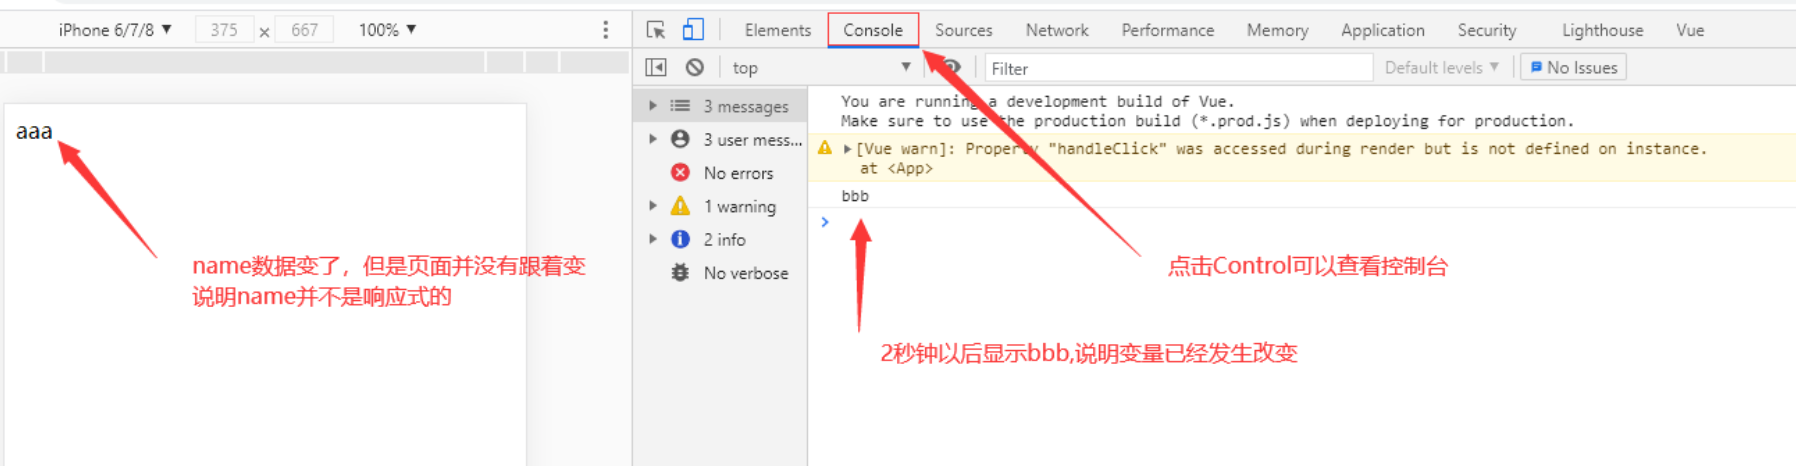 iPhone 6/7/8 ▼ 375 × 667 100% ▼
Elements Console Sources Network Performance Memory Application Security Lighthouse Vue
top ▼ Filter Default levels ▼ No Issues
3 messages
3 user mess...
No errors
1 warning
2 info
No verbose
You are running a development build of Vue.
Make sure to use the production build (*.prod.js) when deploying for production.
[Vue warn]: Property "handleClick" was accessed during render but is not defined on instance.
at <App>
bbb
aaa
name数据变了，但是页面并没有跟着变
说明name并不是响应式的
点击Control可以查看控制台
2秒钟以后显示bbb,说明变量已经发生改变